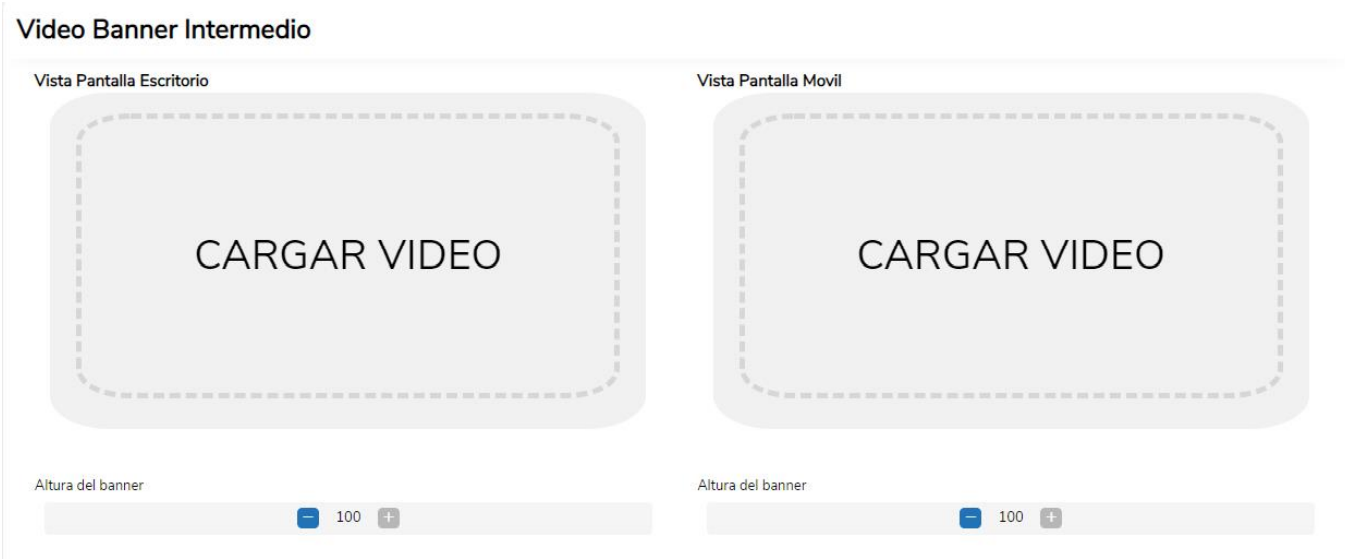 Video Banner Intermedio
Vista Pantalla Escritorio
Vista Pantalla Movil
CARGAR VIDEO
CARGAR VIDEO
Altura del banner
Altura del banner
− 100 +
− 100 +